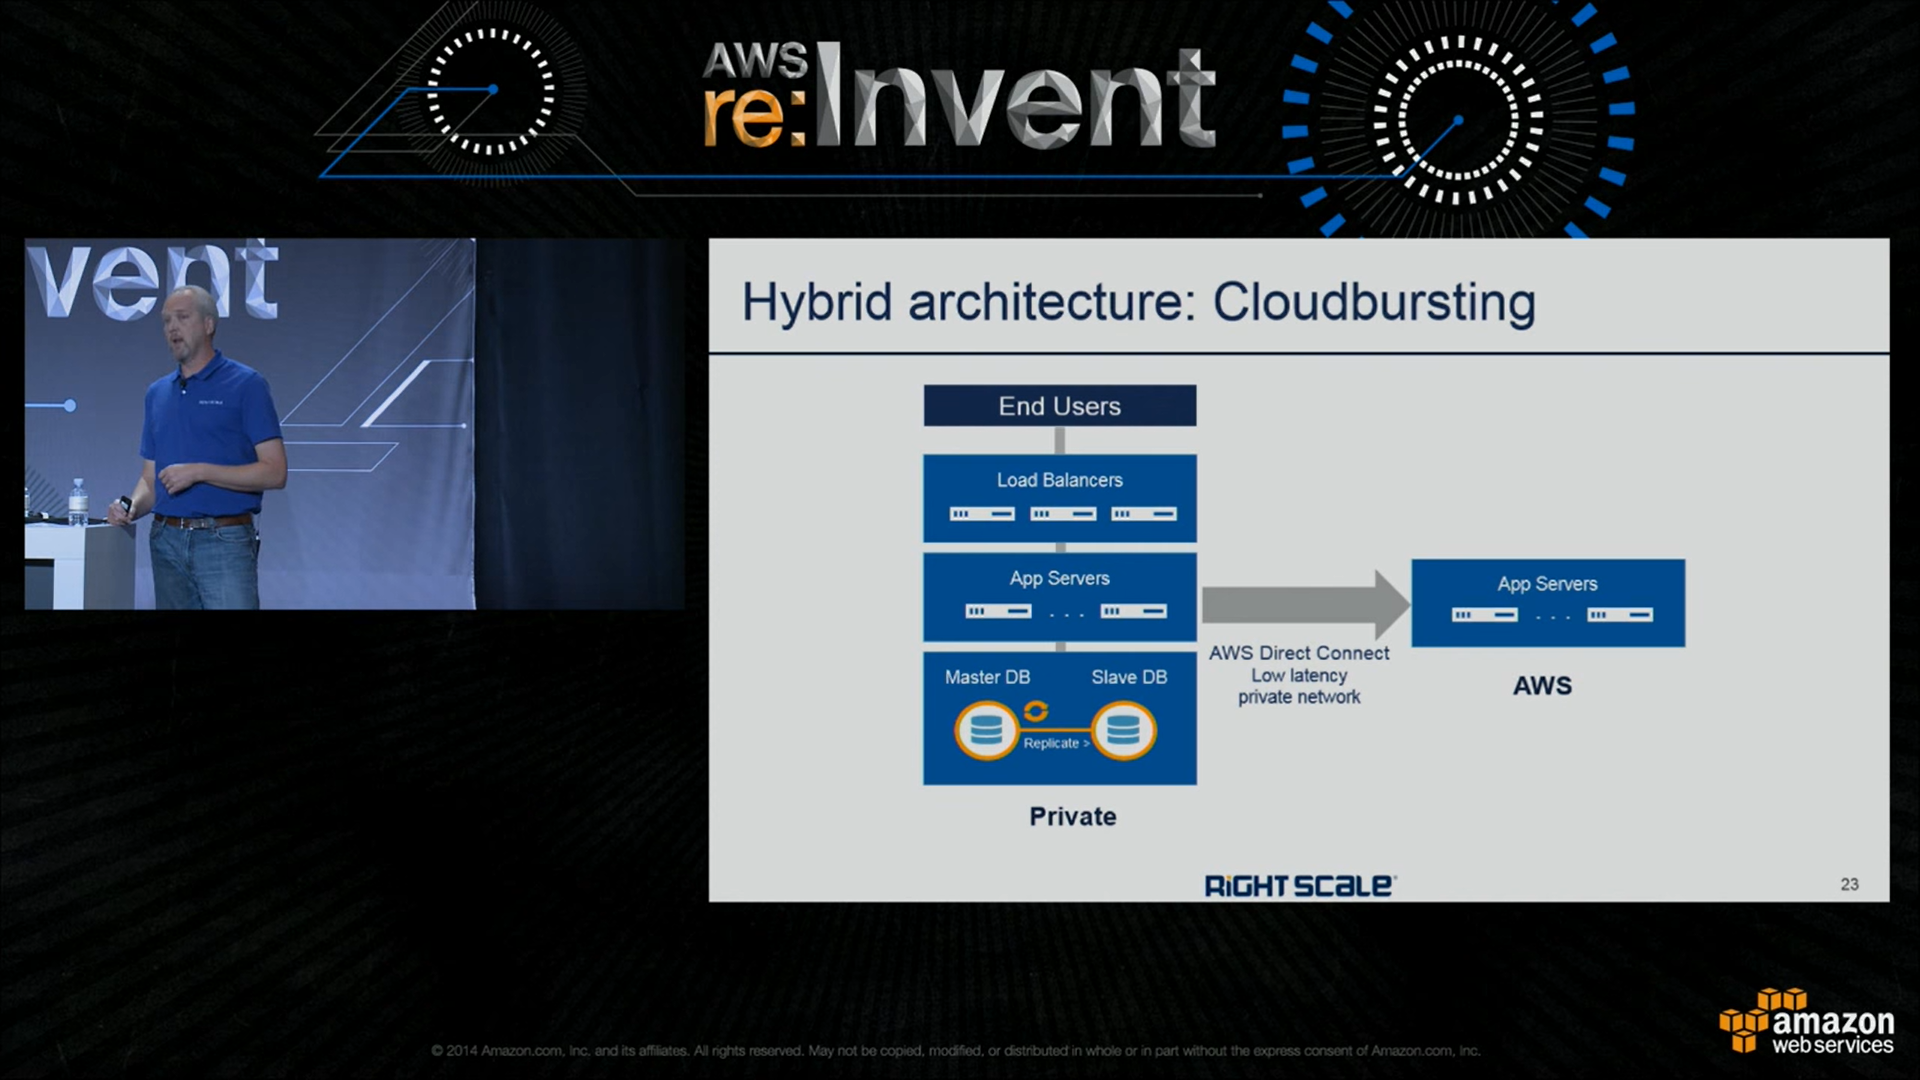 AWS
re:Invent
vent
Hybrid architecture: Cloudbursting
End Users
Load Balancers
App Servers
. . .
Master DB Slave DB
Replicate >
Private
AWS Direct Connect
Low latency
private network
App Servers
. . .
AWS
RIGHTSCALE®
23
amazon
web services
© 2014 Amazon.com, Inc. and its affiliates. All rights reserved. May not be copied, modified, or distributed in whole or in part without the express consent of Amazon.com, Inc.